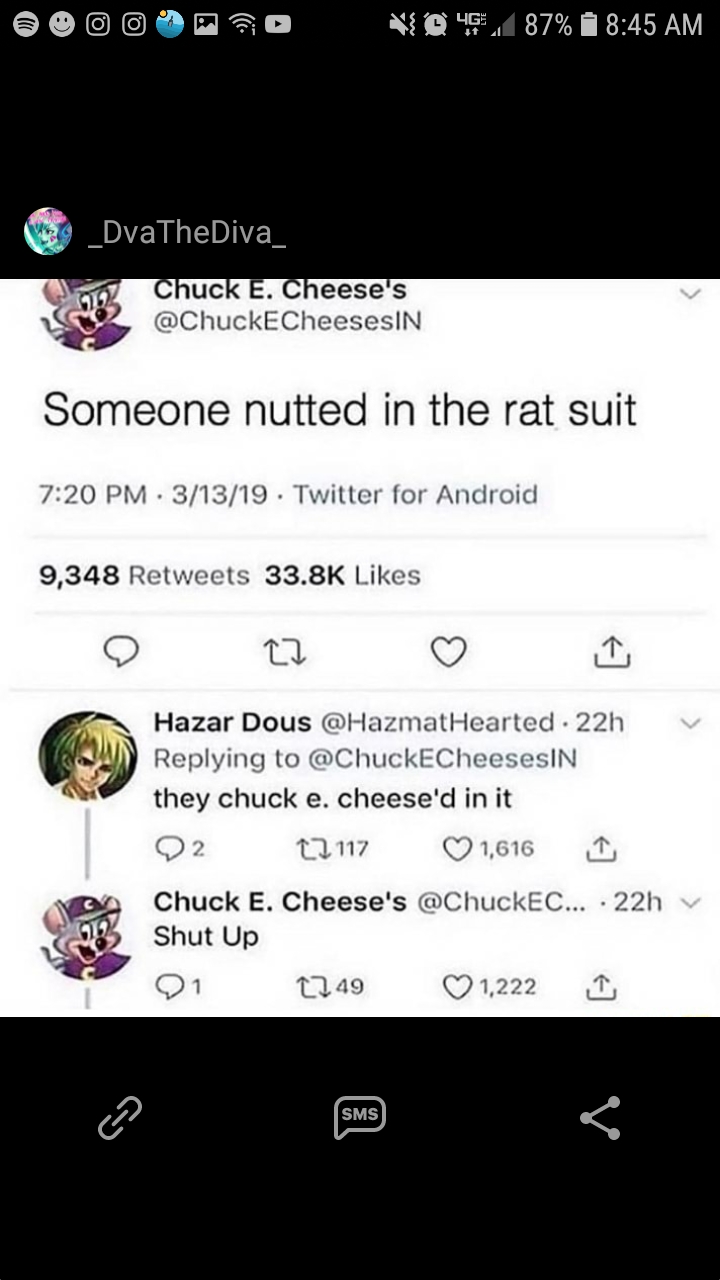 4G 87% 8:45 AM
_DvaTheDiva_
Chuck E. Cheese's
@ChuckECheesesIN
Someone nutted in the rat suit
7:20 PM · 3/13/19 · Twitter for Android
9,348 Retweets 33.8K Likes
Hazar Dous @HazmatHearted · 22h
Replying to @ChuckECheesesIN
they chuck e. cheese'd in it
2 117 1,616
Chuck E. Cheese's @ChuckEC... · 22h
Shut Up
1 49 1,222
SMS